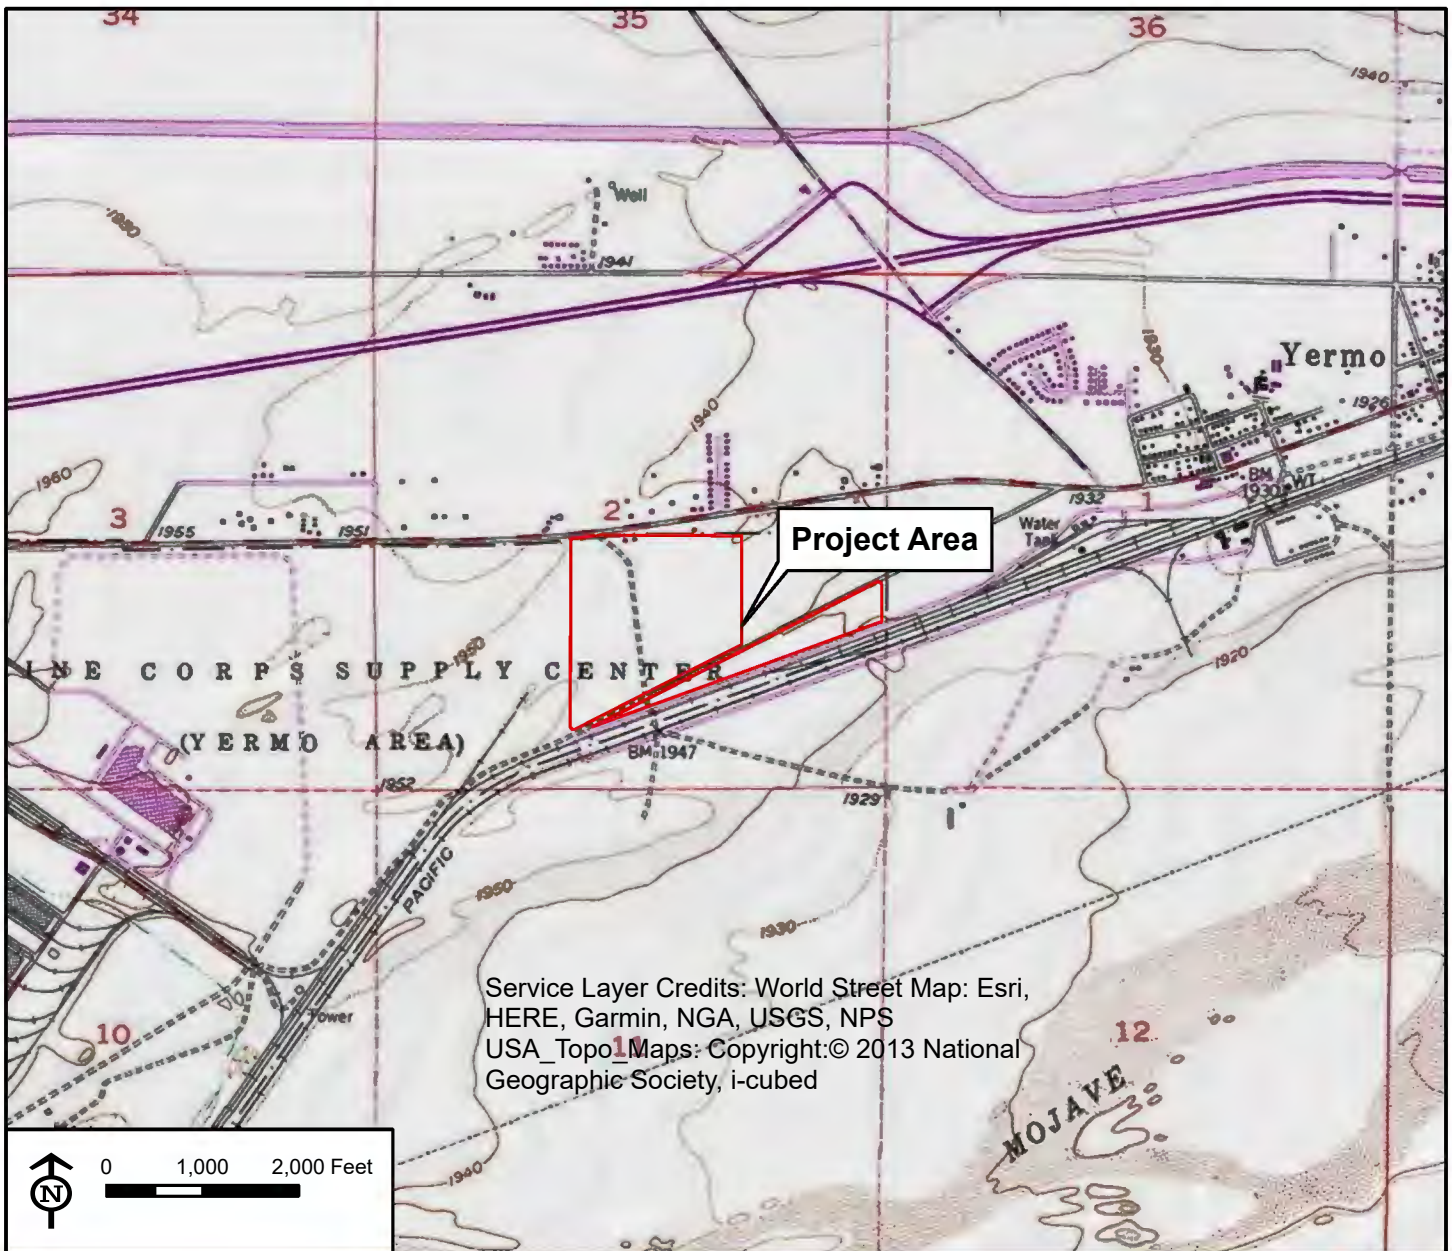 34
35
36
1940
Well
1980
1941
1930
Yermo
1940
1926
1960
3
1955
1951
2
1932
1
BM
1930
WT
Water
Tank
Project Area
INE CORPS SUPPLY CENTER
1950
1920
(YERMO AREA)
BM 1947
1952
1929
PACIFIC
1950
1930
Service Layer Credits: World Street Map: Esri,
HERE, Garmin, NGA, USGS, NPS
USA_Topo_Maps: Copyright:© 2013 National
Geographic Society, i-cubed
10
Tower
11
12
MOJAVE
1940
0 1,000 2,000 Feet
N